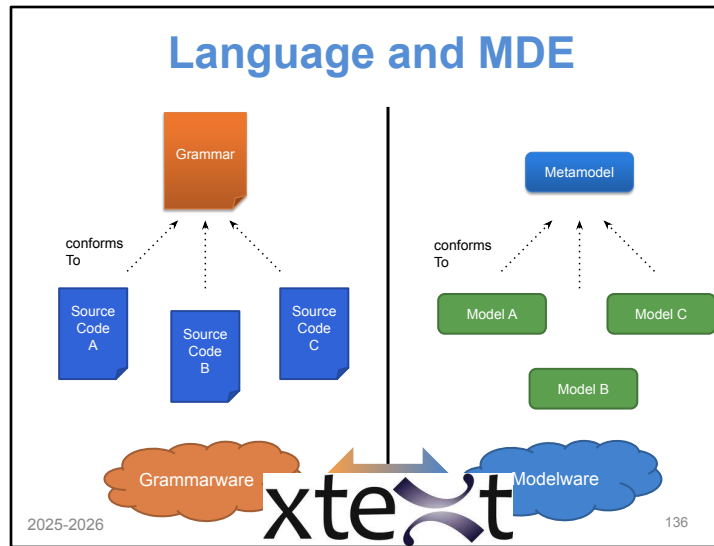 Language and MDE
Grammar
conforms
To
Source
Code
A
Source
Code
B
Source
Code
C
Grammarware
Metamodel
conforms
To
Model A
Model C
Model B
Modelware
xtext
2025-2026
136